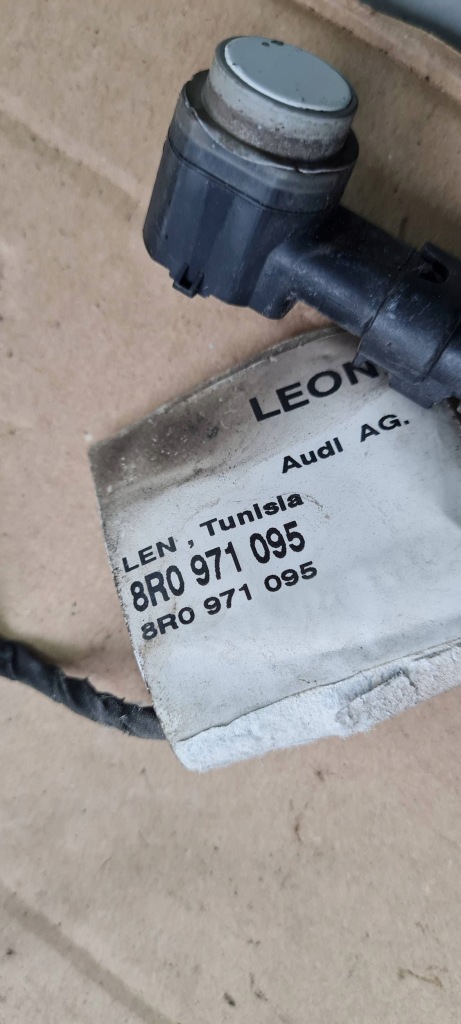 LEON
Audi AG.
LEN , Tunisia
8R0 971 095
8R0 971 095